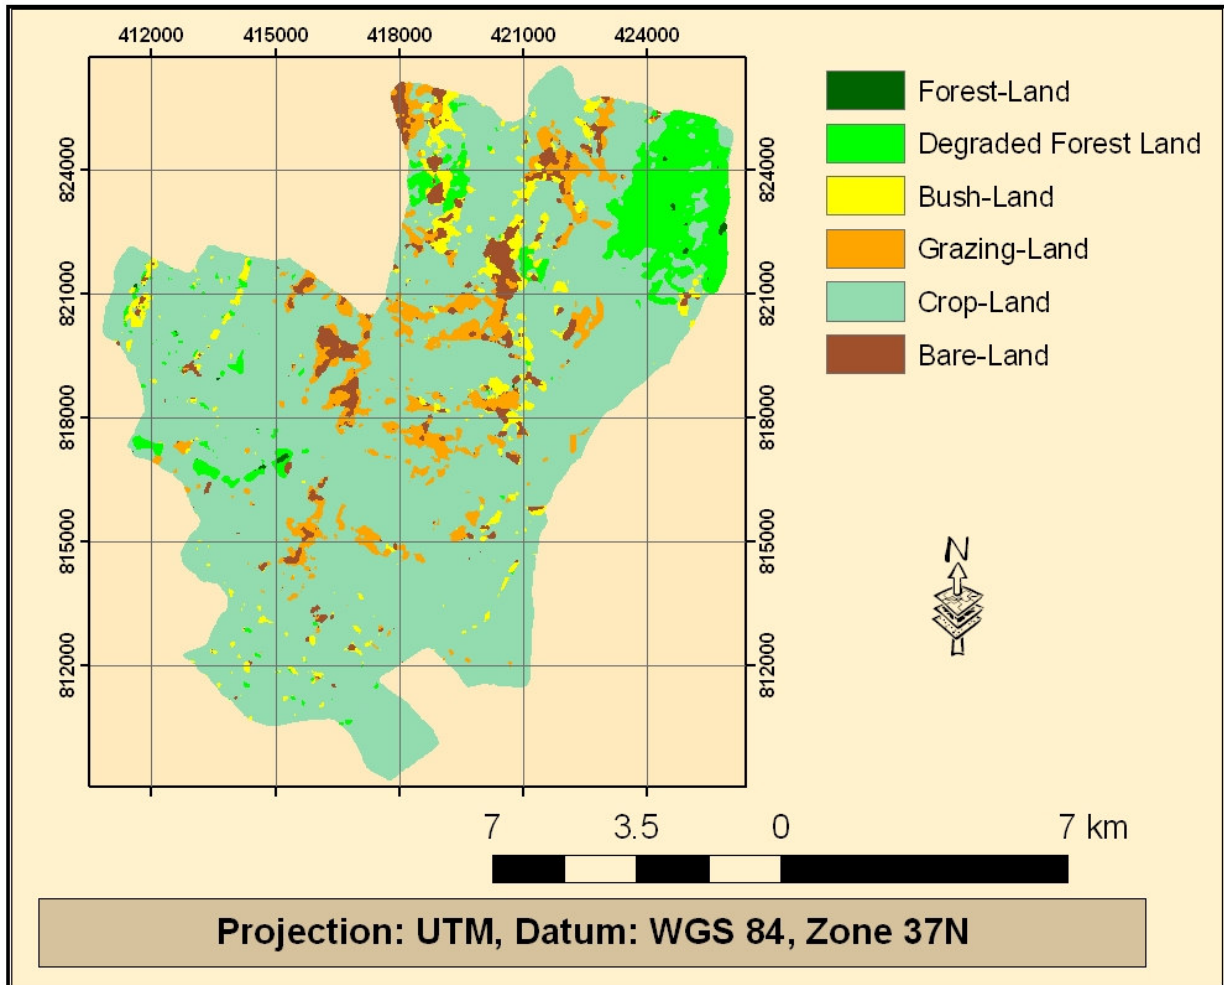 412000 415000 418000 421000 424000
Forest-Land
Degraded Forest Land
Bush-Land
Grazing-Land
Crop-Land
Bare-Land
824000 824000
821000 821000
818000 818000
815000 815000
812000 812000
N
7 3.5 0 7 km
Projection: UTM, Datum: WGS 84, Zone 37N